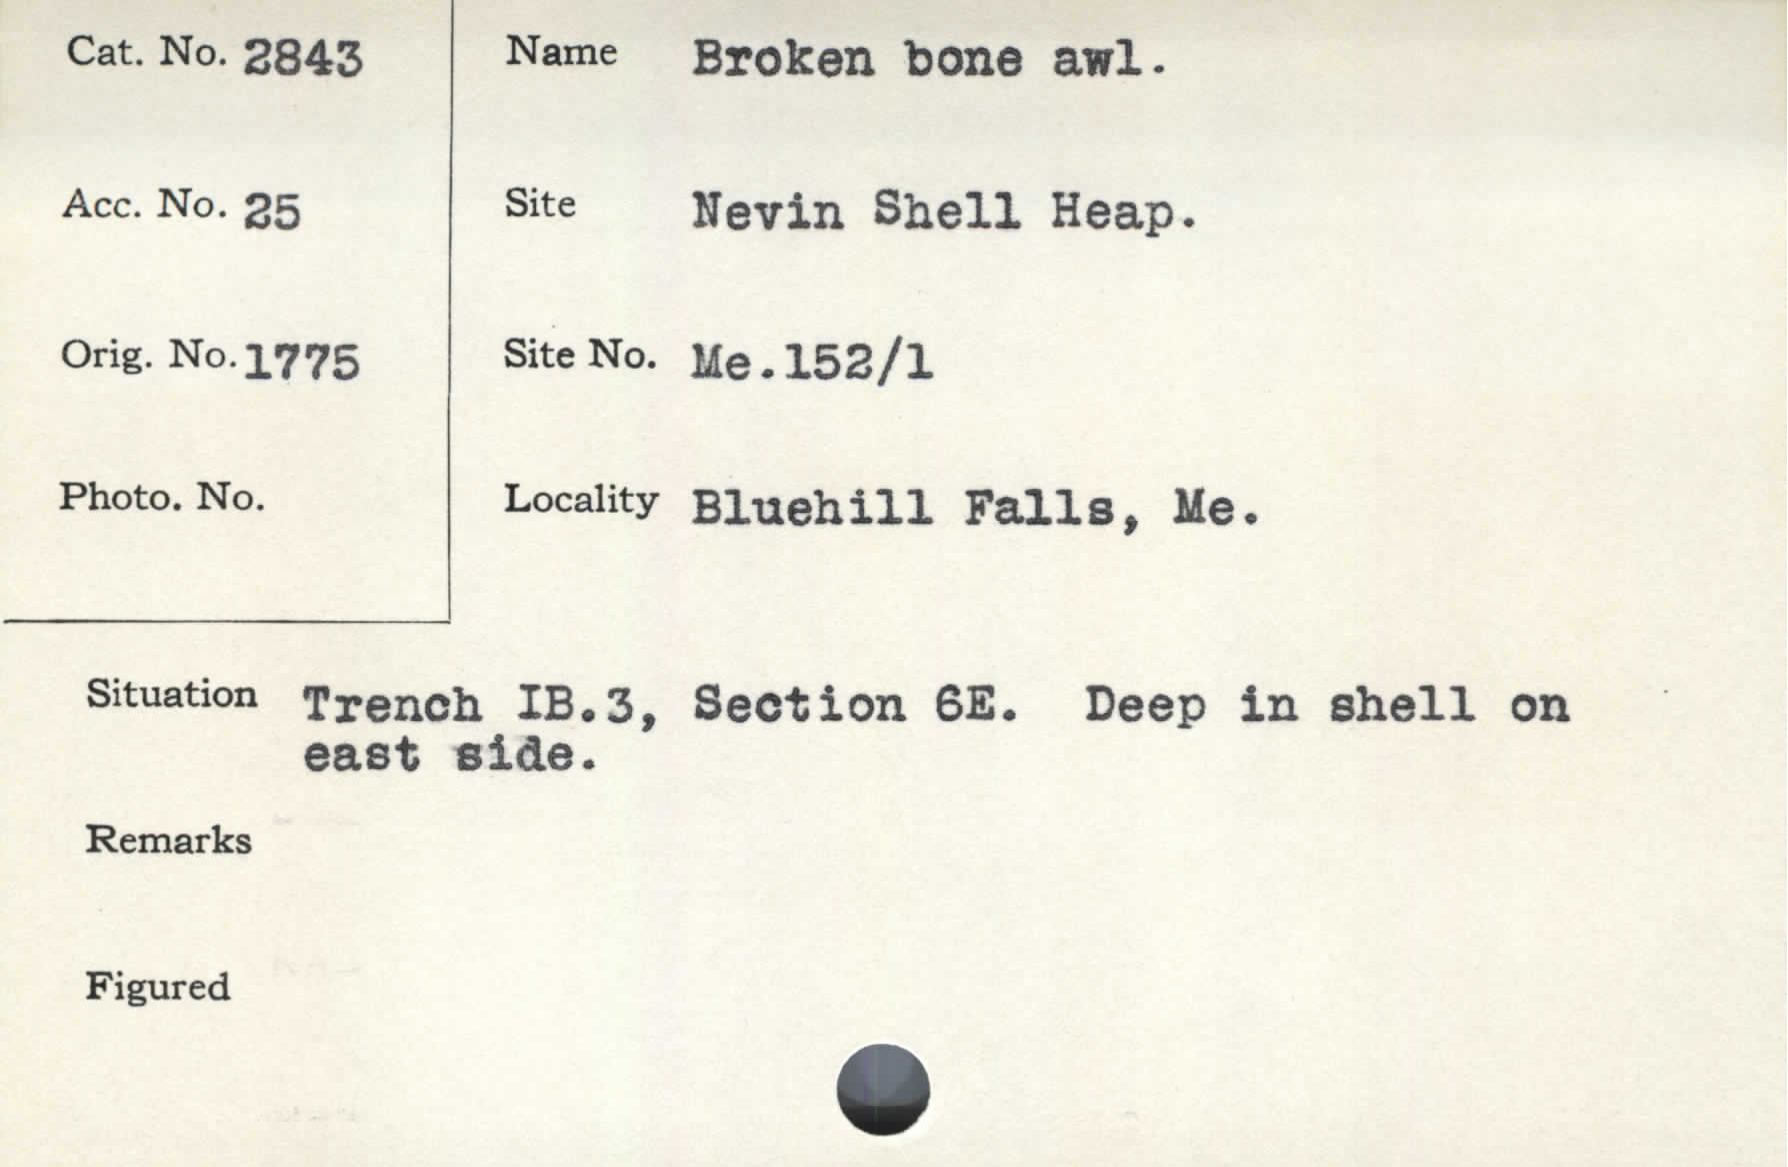 Cat. No. 2843
Acc. No. 25
Orig. No. 1775
Photo. No.
Name Broken bone awl.
Site Nevin Shell Heap.
Site No. Me.152/1
Locality Bluehill Falls, Me.
Situation Trench IB.3, Section 6E. Deep in shell on
east side.
Remarks
Figured